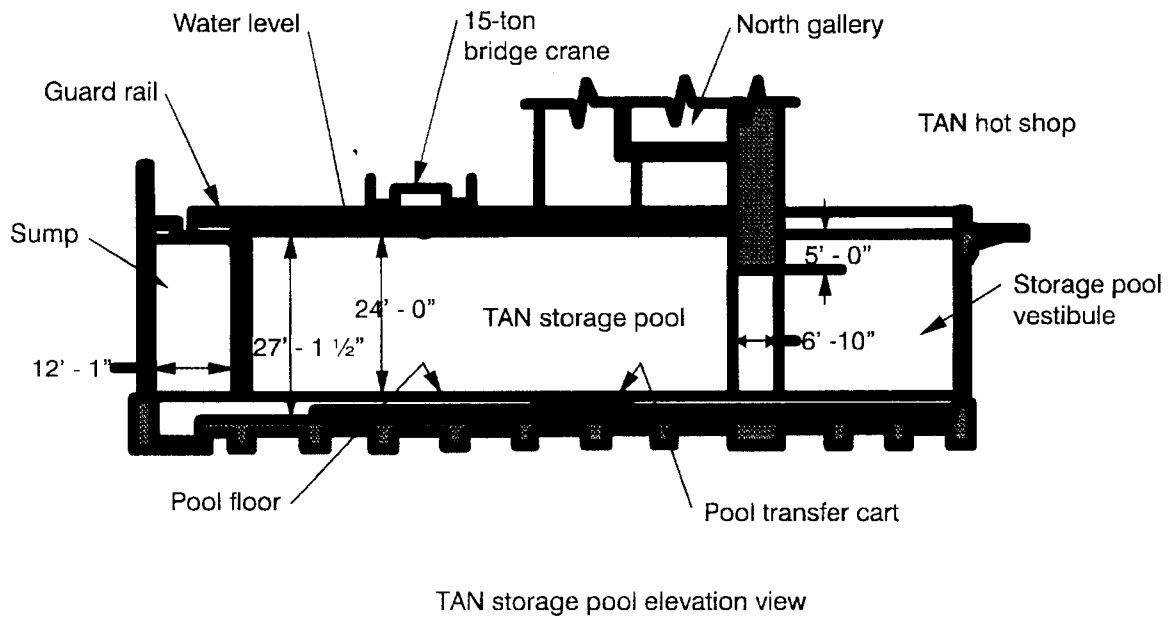 Water level
15-ton
bridge crane
North gallery
Guard rail
TAN hot shop
Sump
5' - 0"
24' - 0"
TAN storage pool
Storage pool
vestibule
27' - 1 ½"
6' -10"
12' - 1"
Pool floor
Pool transfer cart
TAN storage pool elevation view